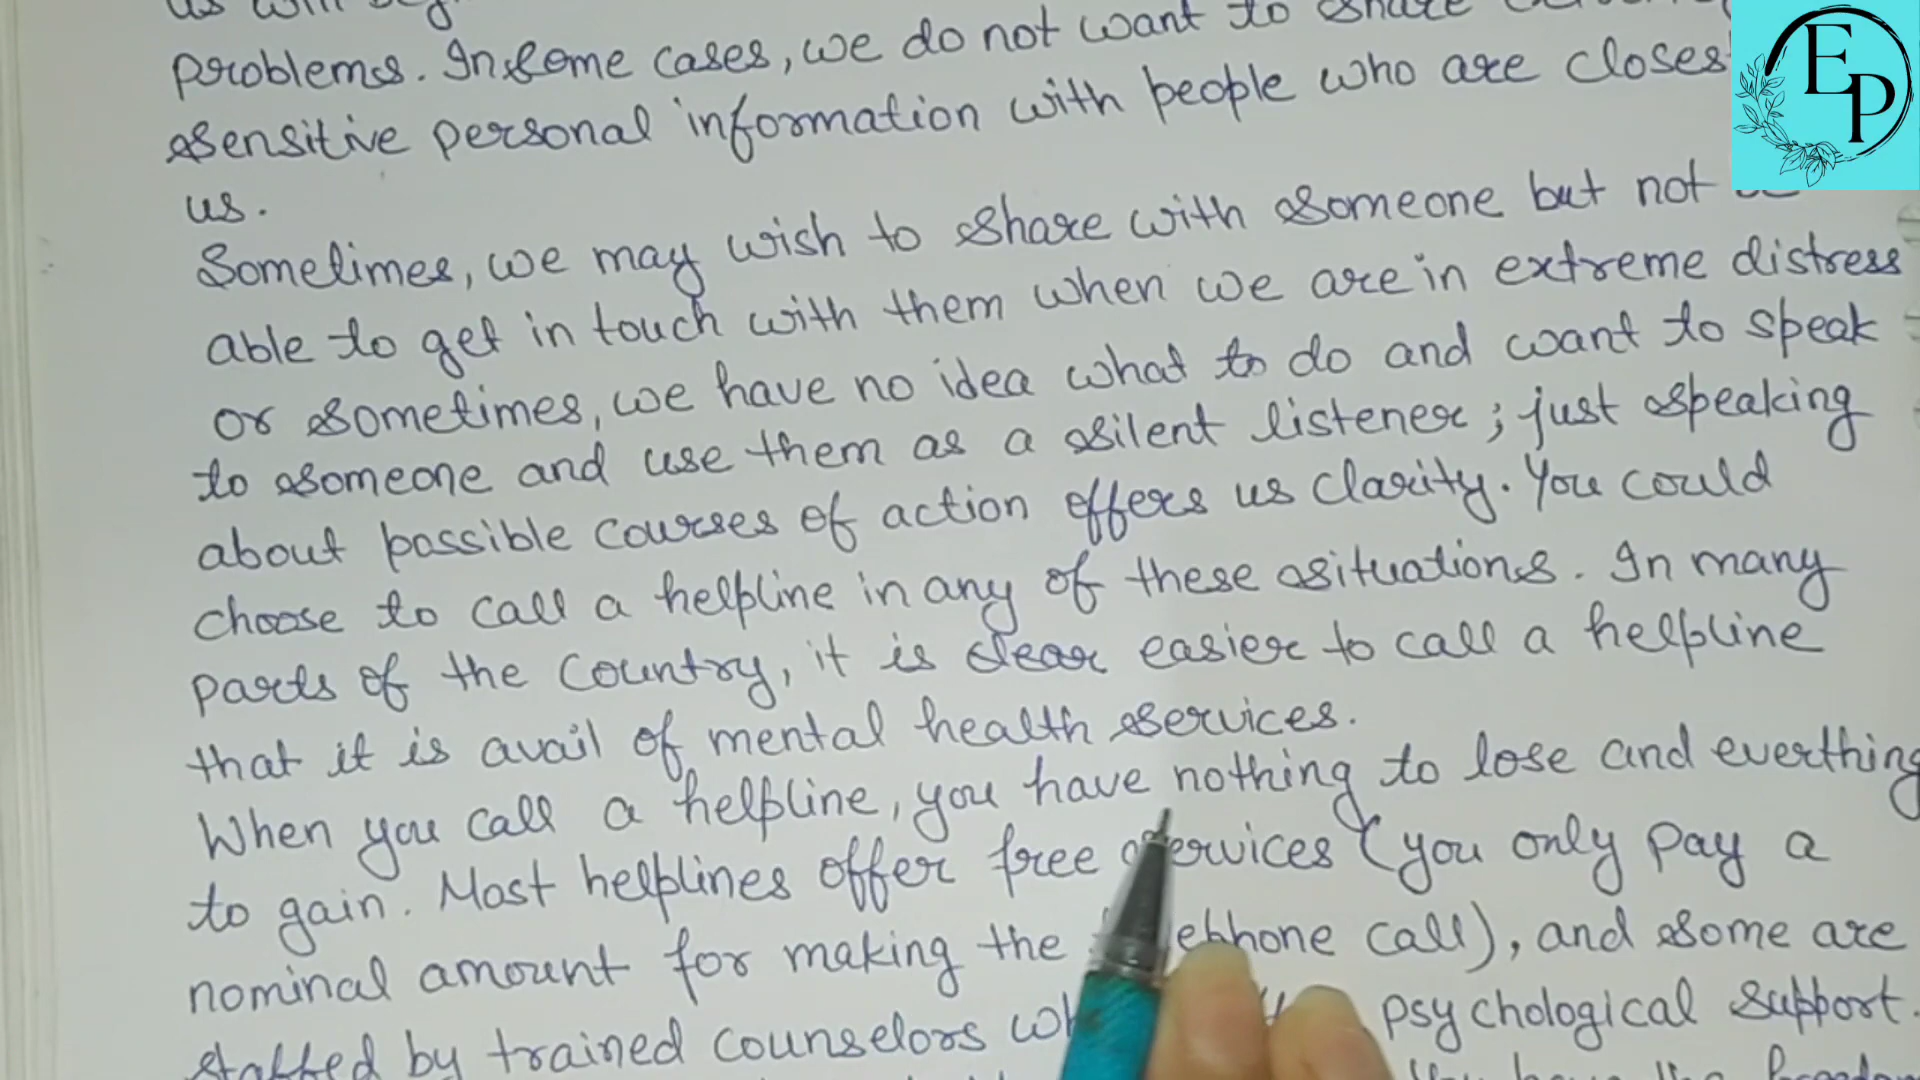 us will
problems. In some cases, we do not want to share
sensitive personal information with people who are closest
us.
Sometimes, we may wish to share with someone but not
able to get in touch with them when we are in extreme distress
or sometimes, we have no idea what to do and want to speak
to someone and use them as a silent listener; just speaking
about possible courses of action offers us clarity. You could
choose to call a helpline in any of these situations. In many
parts of the country, it is clear easier to call a helpline
that it is avail of mental health services.
When you call a helpline, you have nothing to lose and everthing
to gain. Most helplines offer free services (you only pay a
nominal amount for making the telephone call), and some are
staffed by trained counselors psychological support.
EP